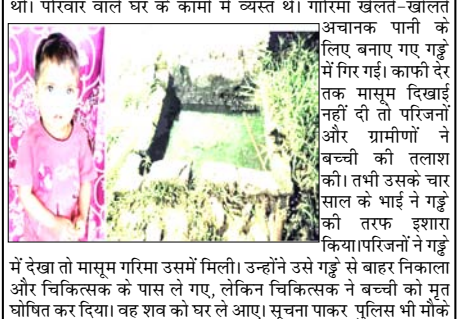 थी। परिवार वाले घर के कामों में व्यस्त थे। गरिमा खेलते-खेलते
अचानक पानी के
लिए बनाए गए गड्ढे
में गिर गई। काफी देर
तक मासूम दिखाई
नहीं दी तो परिजनों
और ग्रामीणों ने
बच्ची की तलाश
की। तभी उसके चार
साल के भाई ने गड्ढे
की तरफ इशारा
किया।परिजनों ने गड्ढे
में देखा तो मासूम गरिमा उसमें मिली। उन्होंने उसे गड्ढे से बाहर निकाला
और चिकित्सक के पास ले गए, लेकिन चिकित्सक ने बच्ची को मृत
घोषित कर दिया। वह शव को घर ले आए। सूचना पाकर पुलिस भी मौके